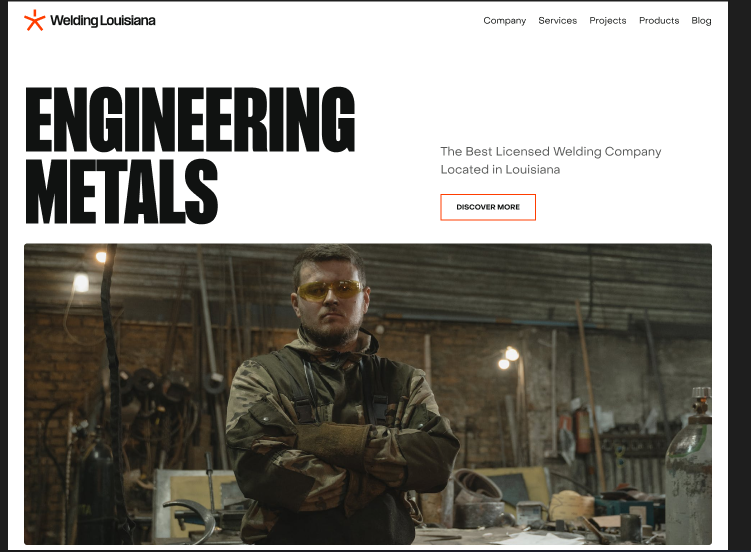 Welding Louisiana
Company Services Projects Products Blog
ENGINEERING
METALS
The Best Licensed Welding Company
Located in Louisiana
DISCOVER MORE